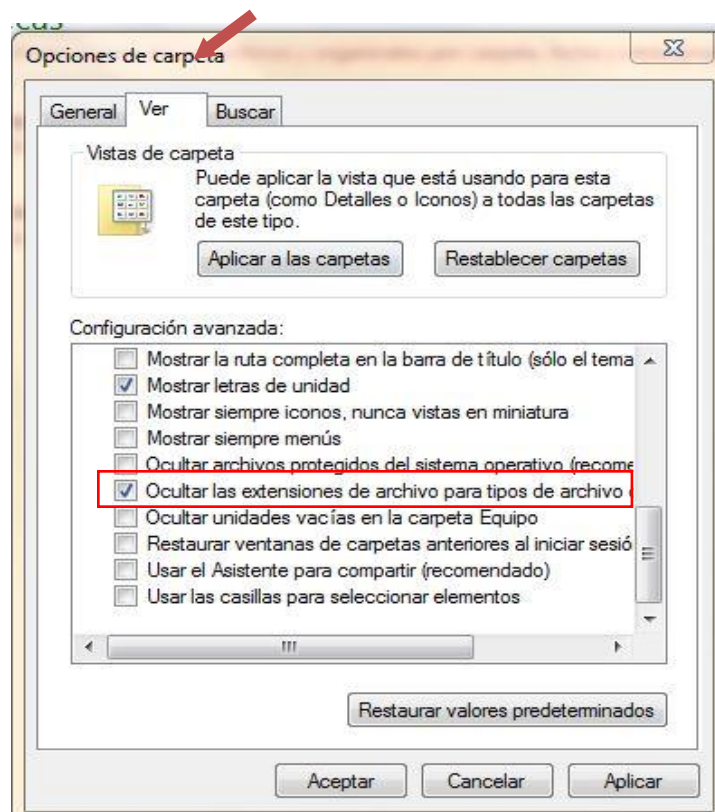 Opciones de carpeta
General Ver Buscar
Vistas de carpeta
Puede aplicar la vista que está usando para esta
carpeta (como Detalles o Iconos) a todas las carpetas
de este tipo.
Aplicar a las carpetas Restablecer carpetas
Configuración avanzada:
Mostrar la ruta completa en la barra de título (sólo el tema
Mostrar letras de unidad
Mostrar siempre iconos, nunca vistas en miniatura
Mostrar siempre menús
Ocultar archivos protegidos del sistema operativo (recome
Ocultar las extensiones de archivo para tipos de archivo
Ocultar unidades vacías en la carpeta Equipo
Restaurar ventanas de carpetas anteriores al iniciar sesió
Usar el Asistente para compartir (recomendado)
Usar las casillas para seleccionar elementos
Restaurar valores predeterminados
Aceptar Cancelar Aplicar